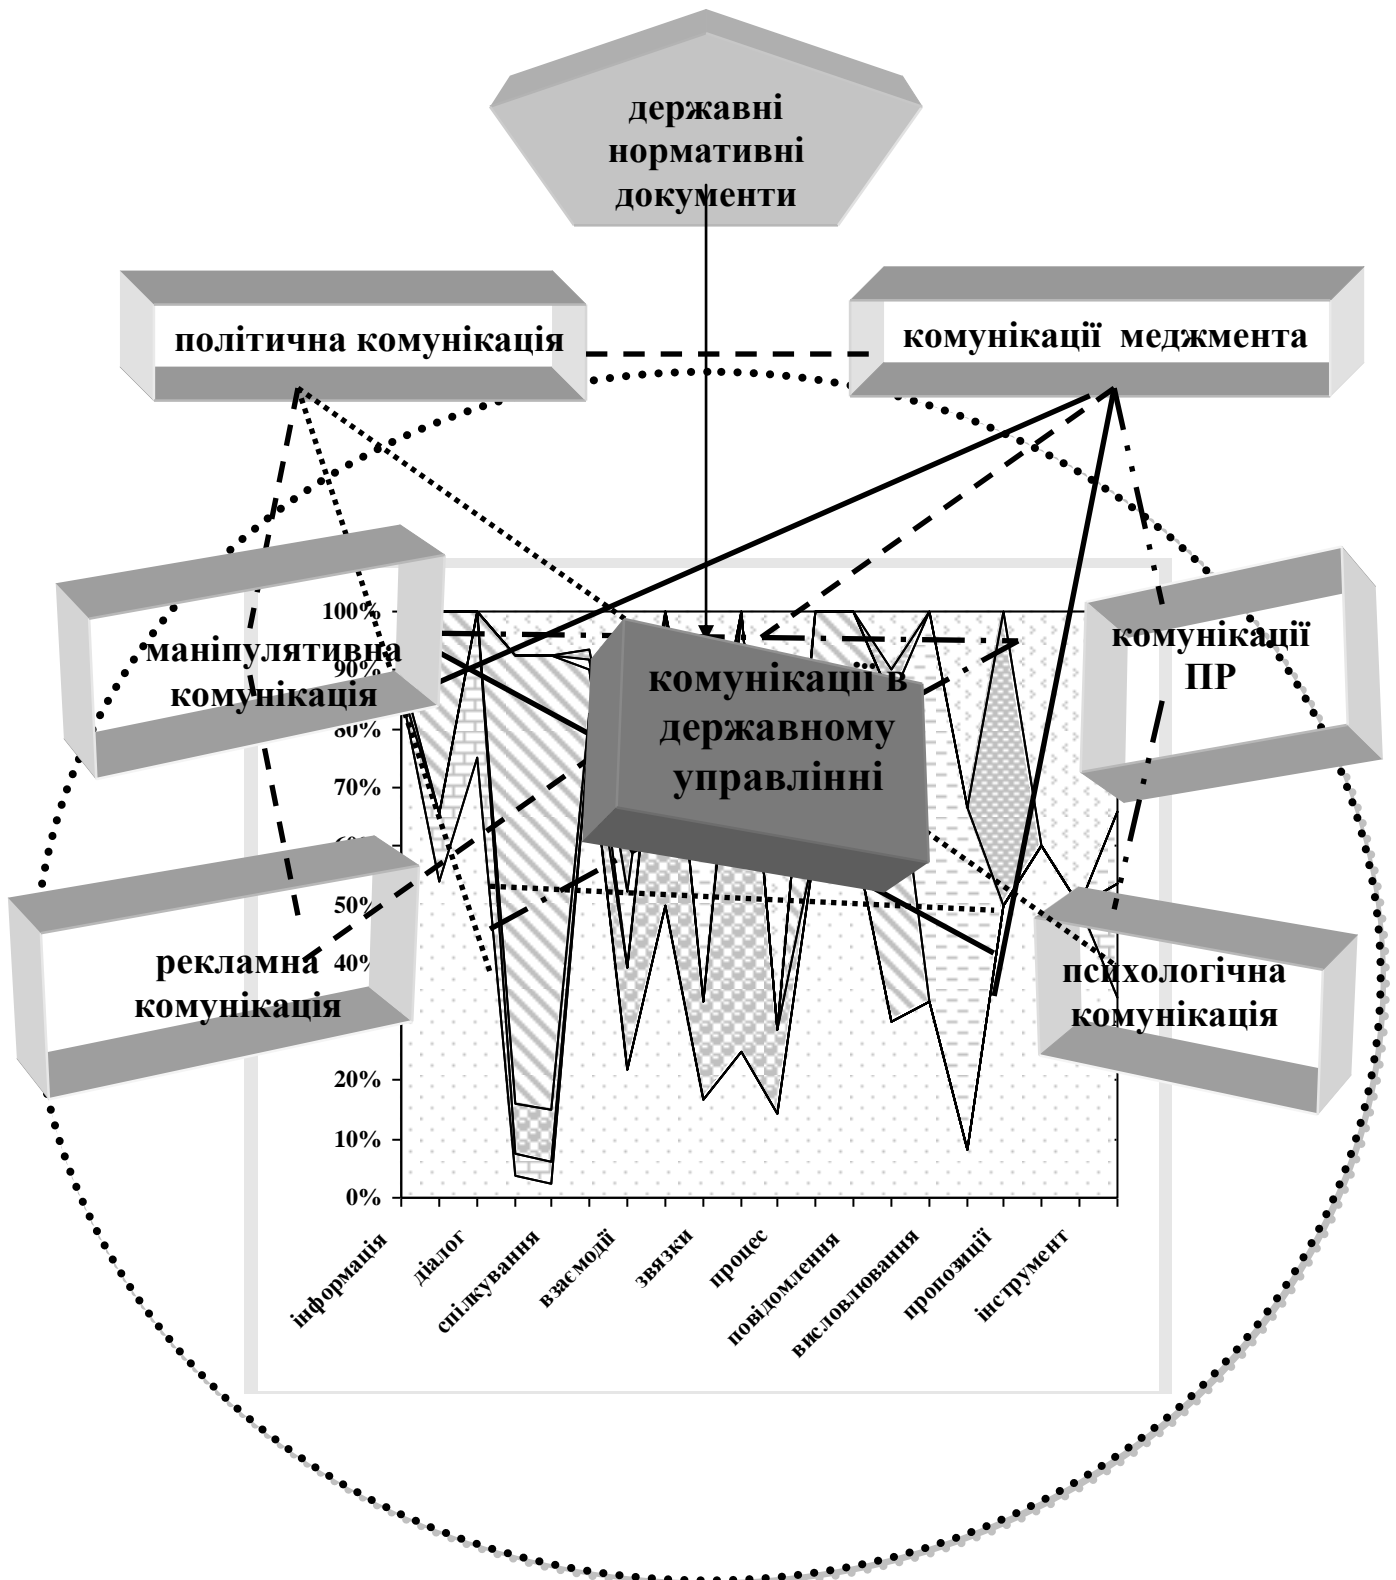 державні
нормативні
документи
політична комунікація
комунікації меджмента
маніпулятивна
комунікація
комунікації
ПР
комунікації в
державному
управлінні
рекламна
комунікація
психологічна
комунікація
100%
90%
80%
70%
50%
40%
20%
10%
0%
інформація
діалог
спілкування
взаємодії
звязки
процес
повідомлення
висловлювання
пропозиції
інструмент